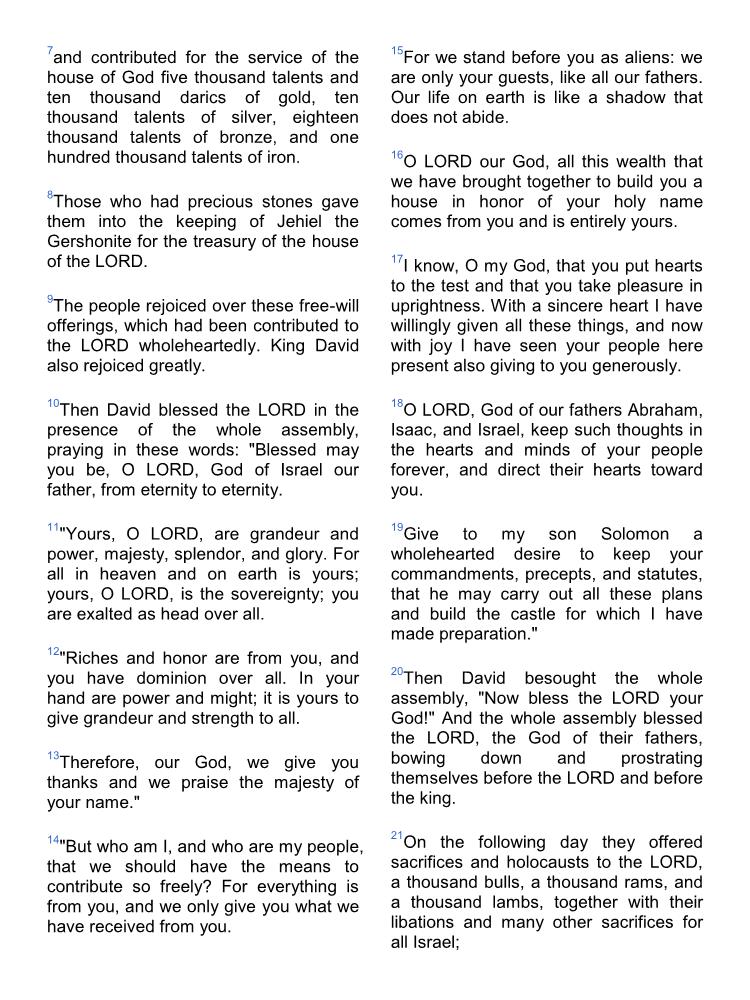 7and contributed for the service of the
house of God five thousand talents and
ten thousand darics of gold, ten
thousand talents of silver, eighteen
thousand talents of bronze, and one
hundred thousand talents of iron.
8Those who had precious stones gave
them into the keeping of Jehiel the
Gershonite for the treasury of the house
of the LORD.
9The people rejoiced over these free-will
offerings, which had been contributed to
the LORD wholeheartedly. King David
also rejoiced greatly.
10Then David blessed the LORD in the
presence of the whole assembly,
praying in these words: "Blessed may
you be, O LORD, God of Israel our
father, from eternity to eternity.
11"Yours, O LORD, are grandeur and
power, majesty, splendor, and glory. For
all in heaven and on earth is yours;
yours, O LORD, is the sovereignty; you
are exalted as head over all.
12"Riches and honor are from you, and
you have dominion over all. In your
hand are power and might; it is yours to
give grandeur and strength to all.
13Therefore, our God, we give you
thanks and we praise the majesty of
your name."
14"But who am I, and who are my people,
that we should have the means to
contribute so freely? For everything is
from you, and we only give you what we
have received from you.
15For we stand before you as aliens: we
are only your guests, like all our fathers.
Our life on earth is like a shadow that
does not abide.
16O LORD our God, all this wealth that
we have brought together to build you a
house in honor of your holy name
comes from you and is entirely yours.
17I know, O my God, that you put hearts
to the test and that you take pleasure in
uprightness. With a sincere heart I have
willingly given all these things, and now
with joy I have seen your people here
present also giving to you generously.
18O LORD, God of our fathers Abraham,
Isaac, and Israel, keep such thoughts in
the hearts and minds of your people
forever, and direct their hearts toward
you.
19Give to my son Solomon a
wholehearted desire to keep your
commandments, precepts, and statutes,
that he may carry out all these plans
and build the castle for which I have
made preparation."
20Then David besought the whole
assembly, "Now bless the LORD your
God!" And the whole assembly blessed
the LORD, the God of their fathers,
bowing down and prostrating
themselves before the LORD and before
the king.
21On the following day they offered
sacrifices and holocausts to the LORD,
a thousand bulls, a thousand rams, and
a thousand lambs, together with their
libations and many other sacrifices for
all Israel;